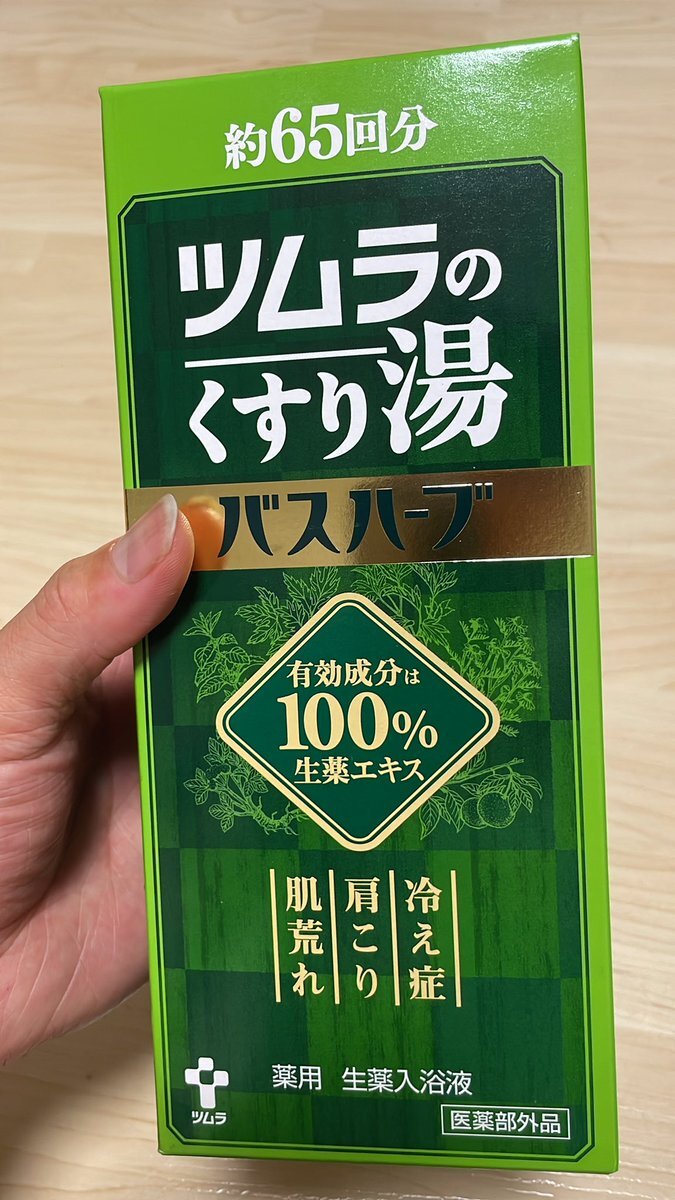 約65回分
ツムラの
くすり湯
バスハーブ
有効成分は
100%
生薬エキス
冷え症
肩こり
肌荒れ
薬用 生薬入浴液
ツムラ
医薬部外品